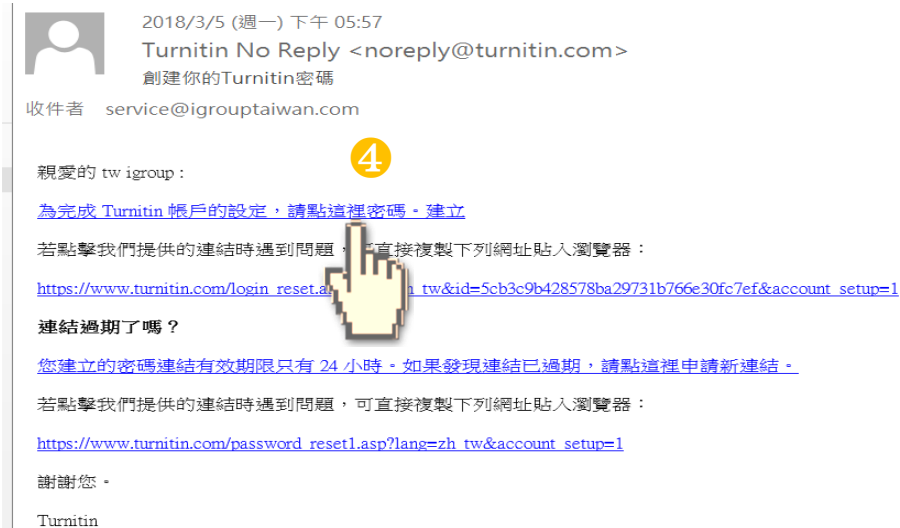 2018/3/5 (週一) 下午 05:57
Turnitin No Reply <noreply@turnitin.com>
創建你的Turnitin密碼
收件者 service@igrouptaiwan.com
4
親愛的 tw igroup :
為完成 Turnitin 帳戶的設定,請點這裡密碼。建立
若點擊我們提供的連結時遇到問題,可直接複製下列網址貼入瀏覽器:
https://www.turnitin.com/login_reset.a h_tw&id=5cb3c9b428578ba29731b766e30fc7ef&account_setup=1
連結過期了嗎?
您建立的密碼連結有效期限只有 24 小時。如果發現連結已過期,請點這裡申請新連結。
若點擊我們提供的連結時遇到問題,可直接複製下列網址貼入瀏覽器:
https://www.turnitin.com/password_reset1.asp?lang=zh_tw&account_setup=1
謝謝您。
Turnitin